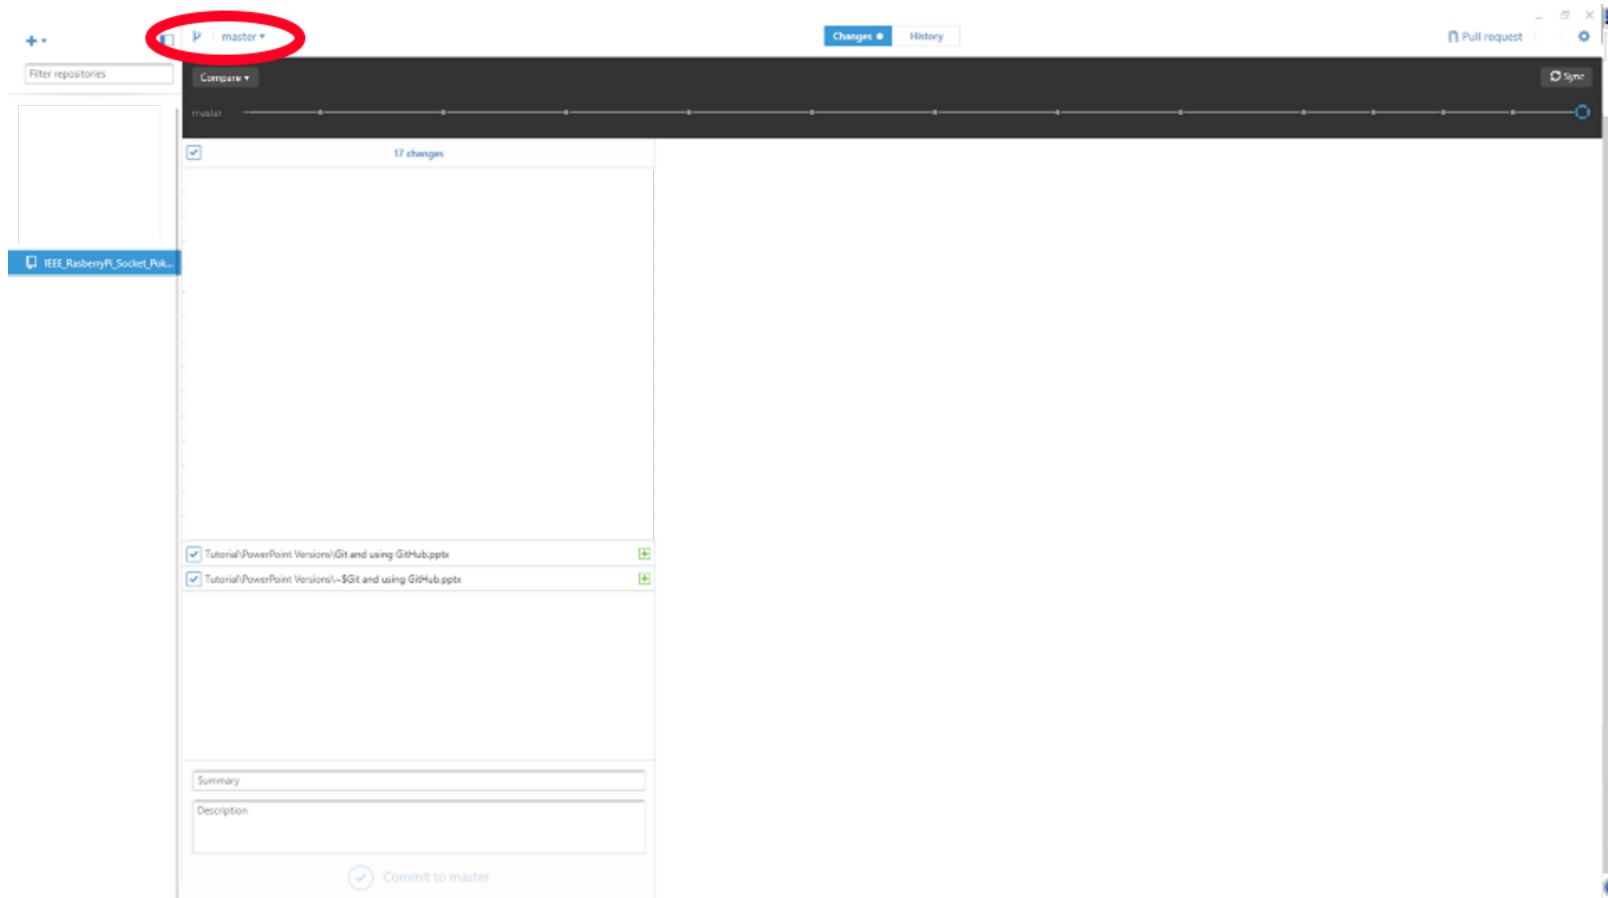 master
Changes
History
Pull request
Filter repositories
Compare
Sync
master
17 changes
IEEE_RasberryPi_Socket_Pok...
Tutorial\PowerPoint Versions\Git and using GitHub.pptx
Tutorial\PowerPoint Versions\~$Git and using GitHub.pptx
Summary
Description
Commit to master